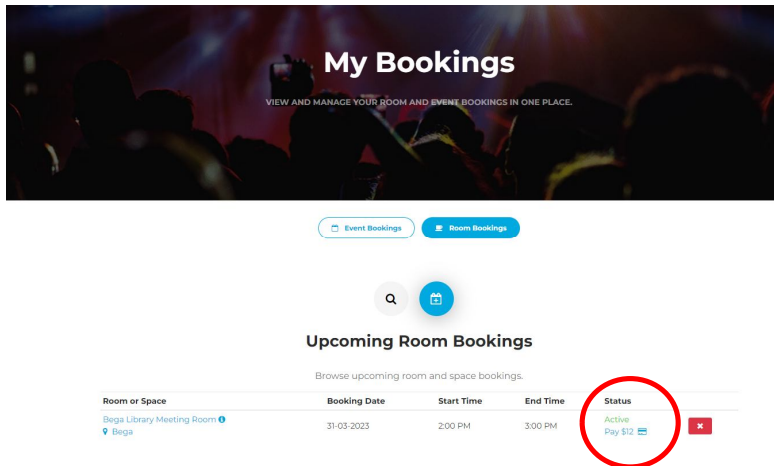 My Bookings
VIEW AND MANAGE YOUR ROOM AND EVENT BOOKINGS IN ONE PLACE.
Event Bookings Room Bookings
Upcoming Room Bookings
Browse upcoming room and space bookings.
Room or Space Booking Date Start Time End Time Status
Bega Library Meeting Room 31-03-2023 2:00 PM 3:00 PM Active
Bega Pay $12